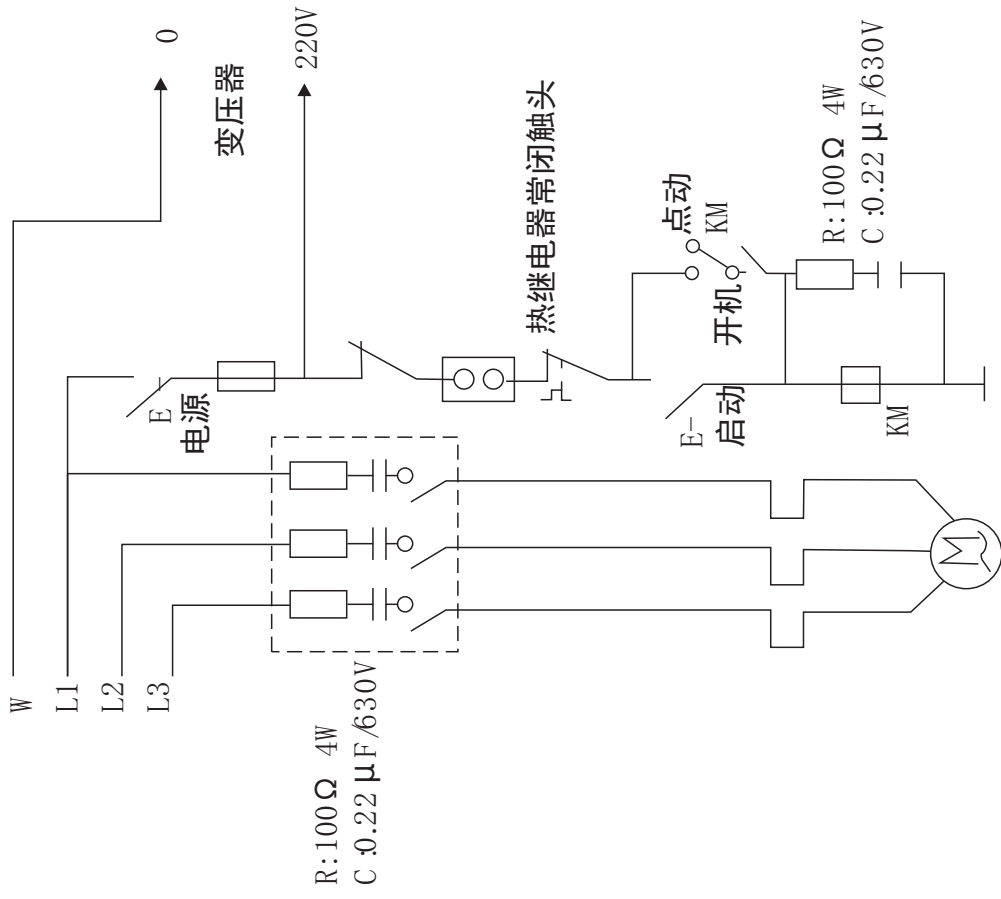 W
L1
L2
L3
0
变压器
220V
E
电源
R:100Ω 4W
C:0.22μF/630V
热继电器常闭触头
点动
KM
开机
E-
启动
KM
R:100Ω 4W
C:0.22μF/630V
M